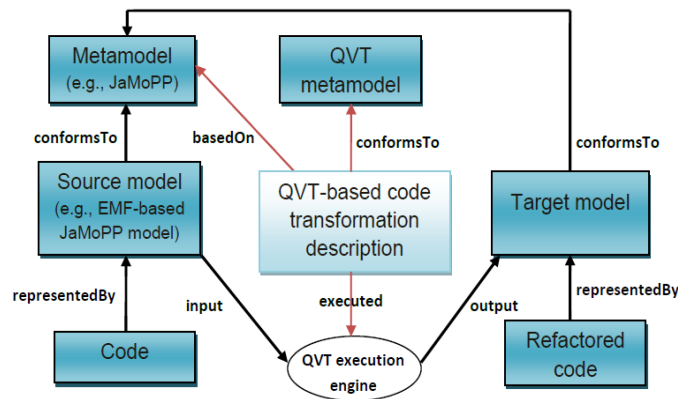 Metamodel
(e.g., JaMoPP)
QVT
metamodel
conformsTo
basedOn
conformsTo
conformsTo
Source model
(e.g., EMF-based
JaMoPP model)
QVT-based code
transformation
description
Target model
representedBy
input
executed
output
representedBy
Code
QVT execution
engine
Refactored
code